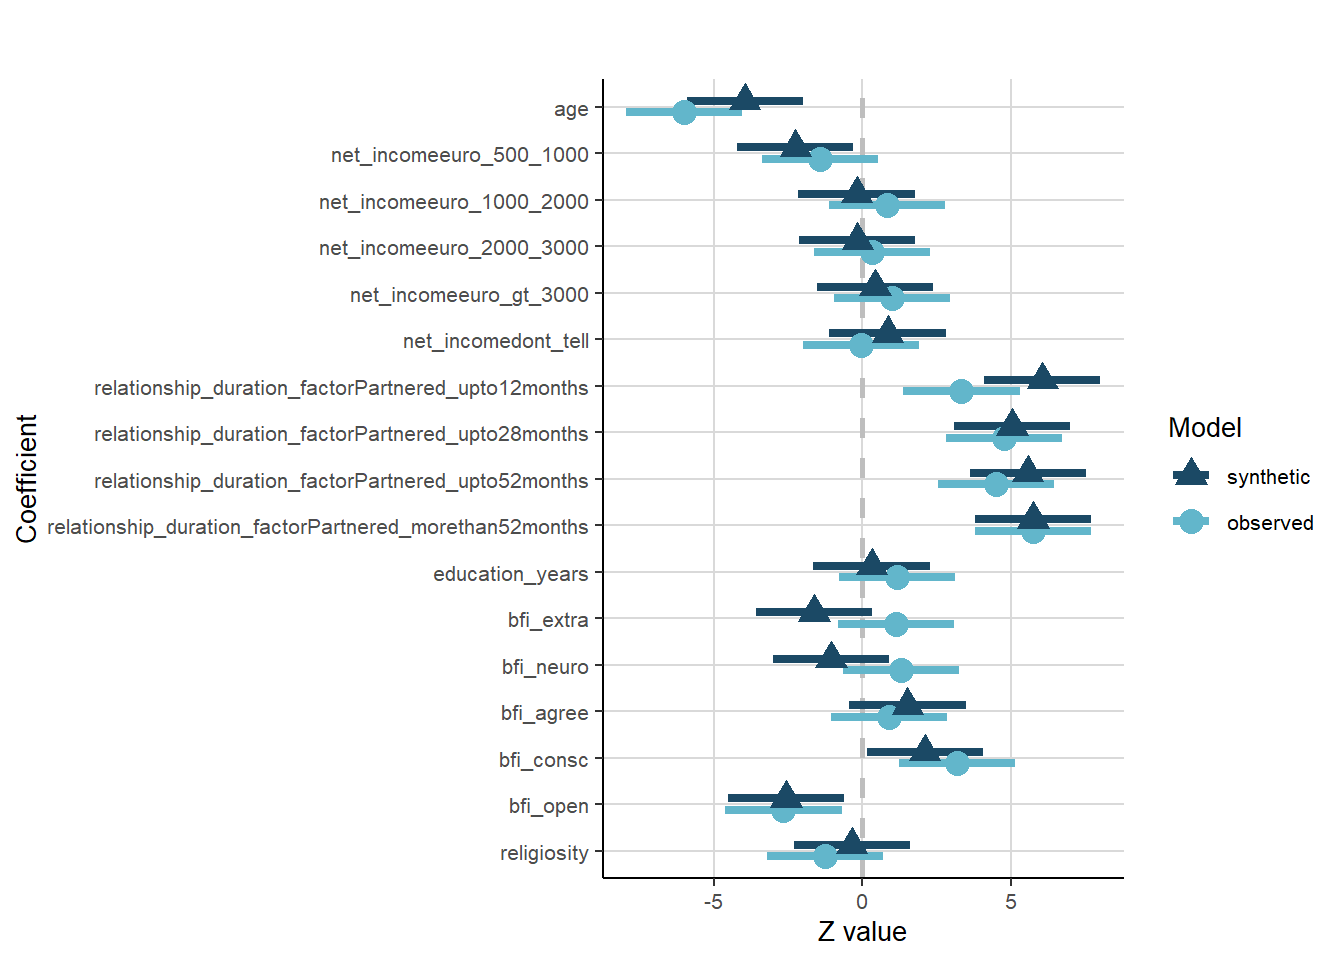 age
net_incomeeuro_500_1000
net_incomeeuro_1000_2000
net_incomeeuro_2000_3000
net_incomeeuro_gt_3000
net_incomedont_tell
relationship_duration_factorPartnered_upto12months
relationship_duration_factorPartnered_upto28months
relationship_duration_factorPartnered_upto52months
relationship_duration_factorPartnered_morethan52months
education_years
bfi_extra
bfi_neuro
bfi_agree
bfi_consc
bfi_open
religiosity
Coefficient
-5 0 5
Z value
Model
synthetic
observed